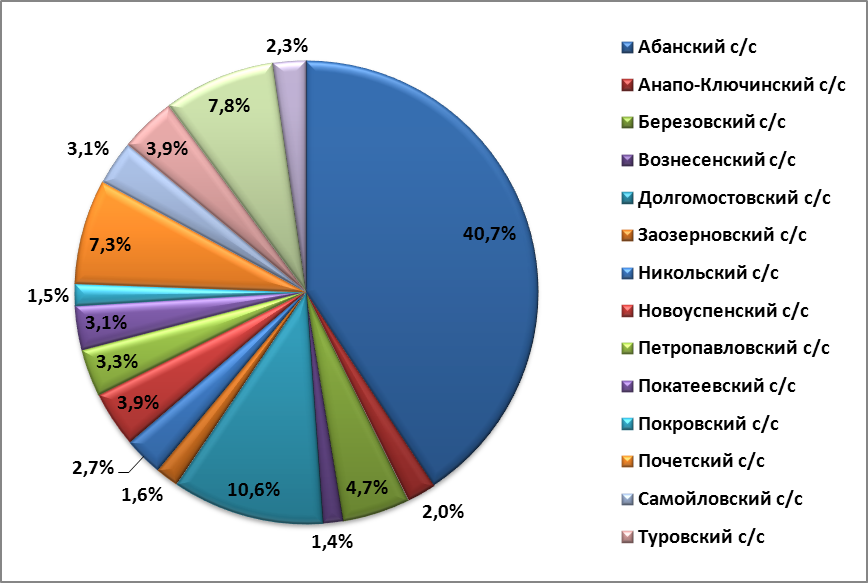 2,3%
7,8%
3,9%
3,1%
7,3%
1,5%
3,1%
3,3%
3,9%
2,7%
1,6%
10,6%
1,4%
4,7%
2,0%
40,7%
Абанский с/с
Анапо-Ключинский с/с
Березовский с/с
Вознесенский с/с
Долгомостовский с/с
Заозерновский с/с
Никольский с/с
Новоуспенский с/с
Петропавловский с/с
Покатеевский с/с
Покровский с/с
Почетский с/с
Самойловский с/с
Туровский с/с